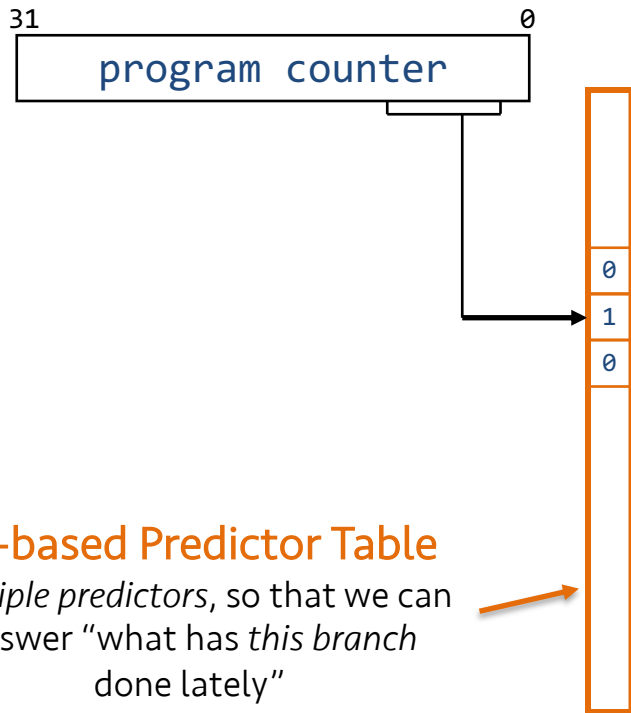 31 0
program counter
0
1
0
-based Predictor Table
iple predictors, so that we can
swer “what has this branch
done lately”